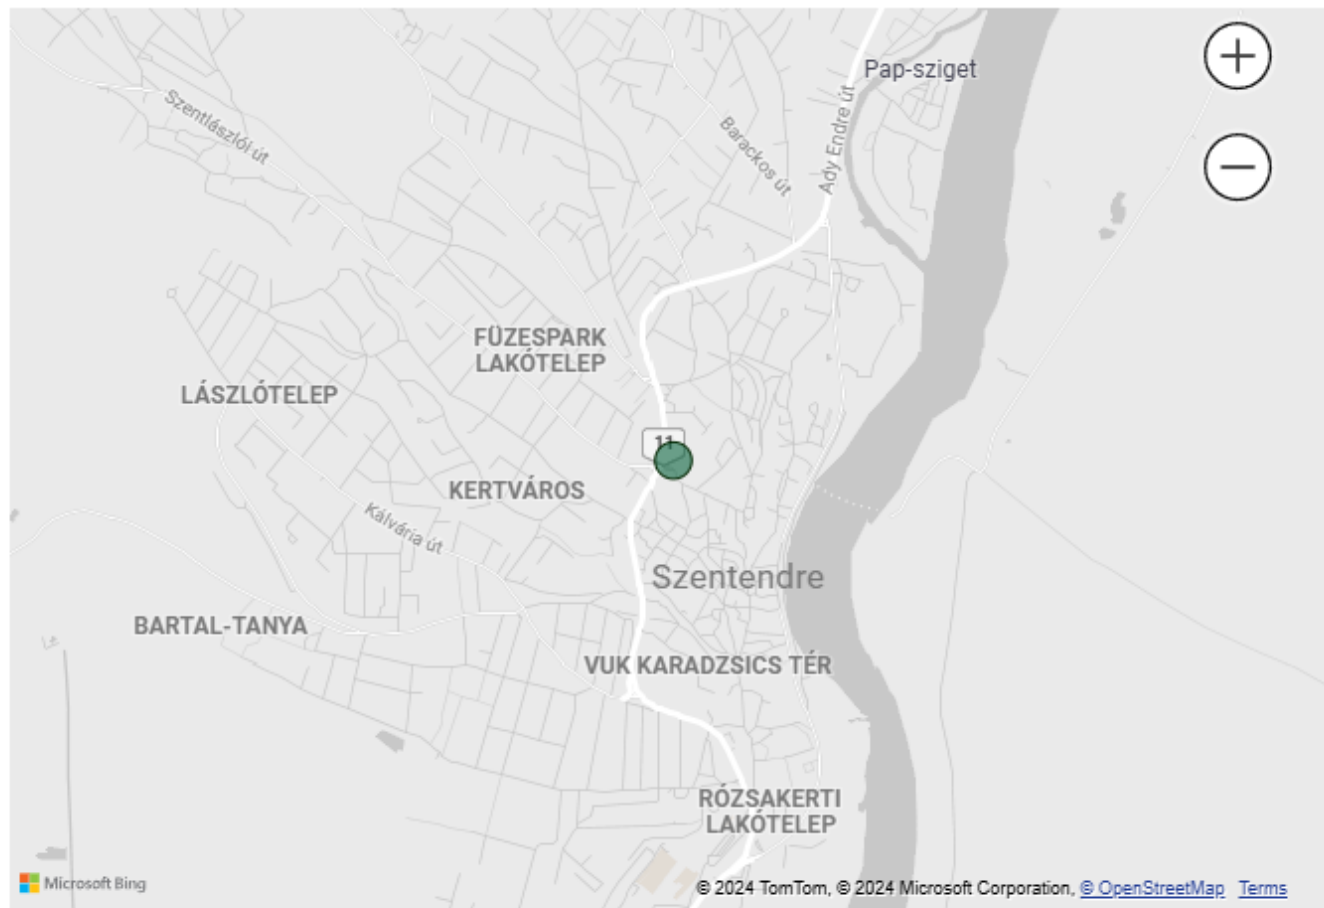 Pap-sziget
Szentlászlói út
Barackos út
Ady Endre út
FÜZESPARK
LAKÓTELEP
LÁSZLÓTELEP
11
KERTVÁROS
Kálvária út
Szentendre
BARTAL-TANYA
VUK KARADZSICS TÉR
RÓZSAKERTI
LAKÓTELEP
Microsoft Bing
© 2024 TomTom, © 2024 Microsoft Corporation, © OpenStreetMap Terms